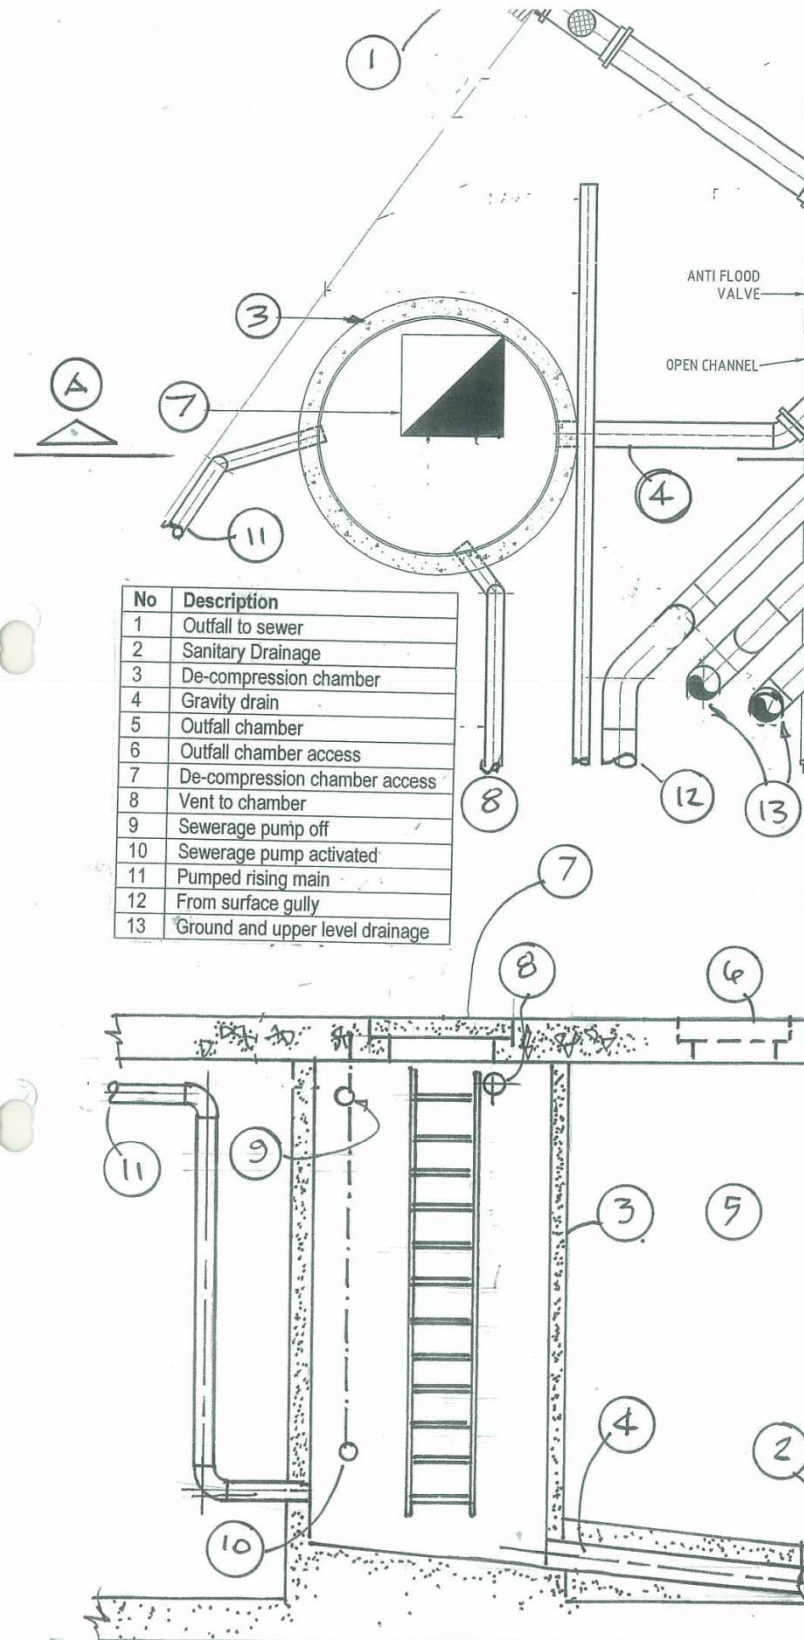 1
ANTI FLOOD
VALVE
3
OPEN CHANNEL
A
7
4
11
No Description
1 Outfall to sewer
2 Sanitary Drainage
3 De-compression chamber
4 Gravity drain
5 Outfall chamber
6 Outfall chamber access
7 De-compression chamber access
8 Vent to chamber
9 Sewerage pump off
10 Sewerage pump activated
11 Pumped rising main
12 From surface gully
13 Ground and upper level drainage
8
12
13
7
8
6
11
9
3
5
4
2
10